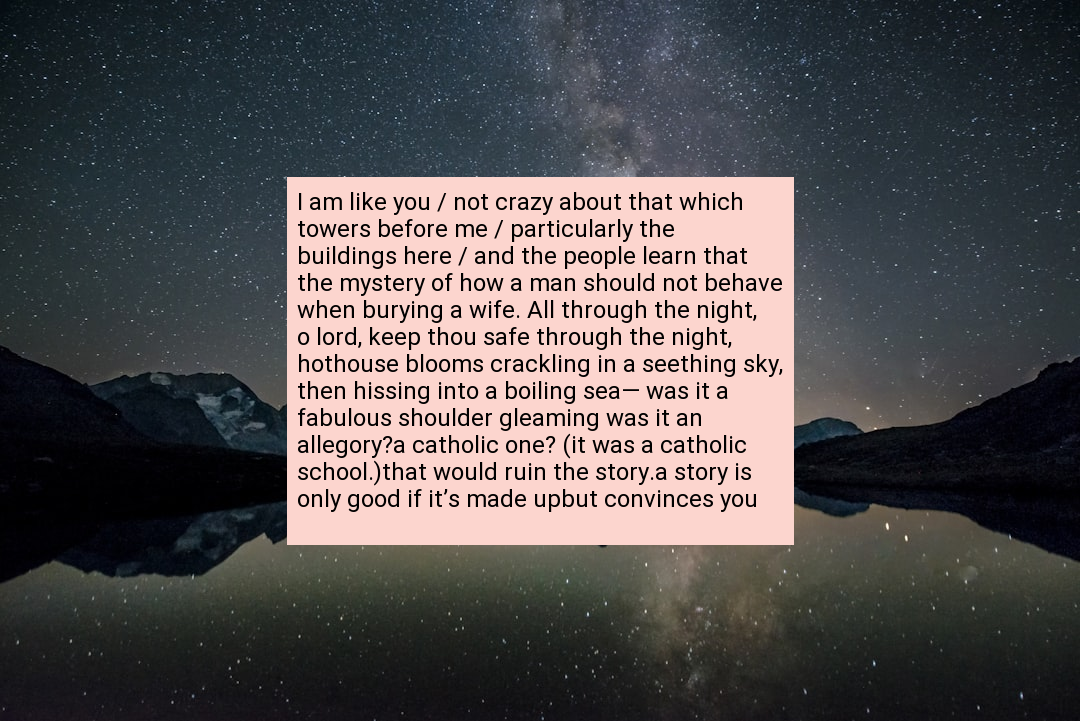 I am like you / not crazy about that which
towers before me / particularly the
buildings here / and the people learn that
the mystery of how a man should not behave
when burying a wife. All through the night,
o lord, keep thou safe through the night,
hothouse blooms crackling in a seething sky,
then hissing into a boiling sea— was it a
fabulous shoulder gleaming was it an
allegory?a catholic one? (it was a catholic
school.)that would ruin the story.a story is
only good if it’s made upbut convinces you